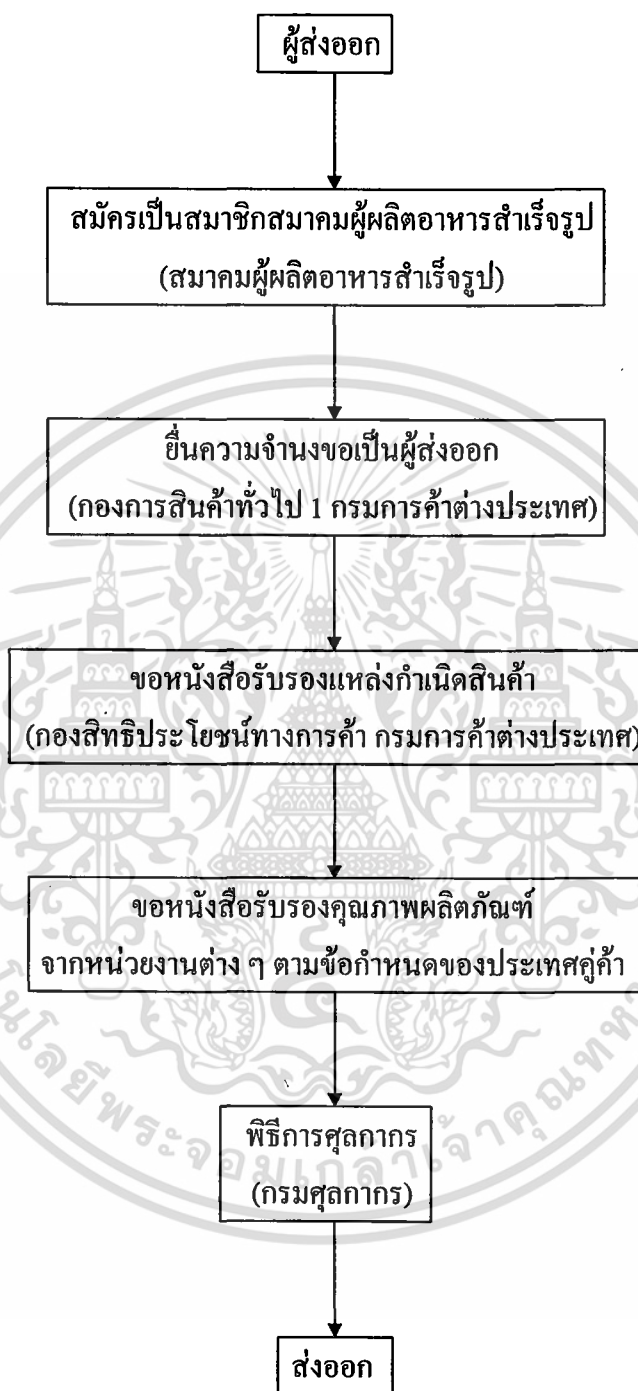 ผู้ส่งออก
สมัครเป็นสมาชิกสมาคมผู้ผลิตอาหารสำเร็จรูป
(สมาคมผู้ผลิตอาหารสำเร็จรูป)
ยื่นความจำนงขอเป็นผู้ส่งออก
(กองการสินค้าทั่วไป 1 กรมการค้าต่างประเทศ)
ขอหนังสือรับรองแหล่งกำเนิดสินค้า
(กองสิทธิประโยชน์ทางการค้า กรมการค้าต่างประเทศ)
ขอหนังสือรับรองคุณภาพผลิตภัณฑ์
จากหน่วยงานต่าง ๆ ตามข้อกำหนดของประเทศคู่ค้า
พิธีการศุลกากร
(กรมศุลกากร)
ส่งออก